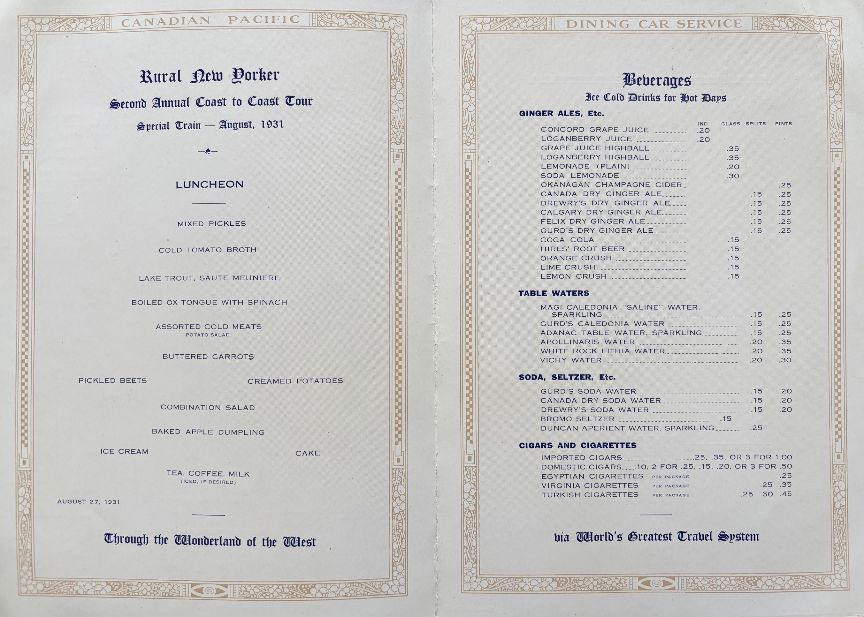 CANADIAN PACIFIC
Rural New Yorker
Second Annual Coast to Coast Tour
Special Train — August, 1931
LUNCHEON
MIXED PICKLES
COLD TOMATO BROTH
LAKE TROUT, SAUTE MEUNIERE
BOILED OX TONGUE WITH SPINACH
ASSORTED COLD MEATS
POTATO SALAD
BUTTERED CARROTS
PICKLED BEETS CREAMED POTATOES
COMBINATION SALAD
BAKED APPLE DUMPLING
ICE CREAM CAKE
TEA COFFEE MILK
(ICED, IF DESIRED)
AUGUST 27, 1931
Through the Wonderland of the West
DINING CAR SERVICE
Beverages
Ice Cold Drinks for Hot Days
GINGER ALES, Etc.
IND. GLASS SPLITS PINTS
CONCORD GRAPE JUICE .20
LOGANBERRY JUICE .20
GRAPE JUICE HIGHBALL .35
LOGANBERRY HIGHBALL .35
LEMONADE (PLAIN) .20
SODA LEMONADE .30
OKANAGAN CHAMPAGNE CIDER .25
CANADA DRY GINGER ALE .15 .25
DREWRY'S DRY GINGER ALE .15 .25
CALGARY DRY GINGER ALE .15 .25
FELIX DRY GINGER ALE .15 .25
GURD'S DRY GINGER ALE .15 .25
COCA COLA .15
HIRES' ROOT BEER .15
ORANGE CRUSH .15
LIME CRUSH .15
LEMON CRUSH .15
TABLE WATERS
MAGI CALEDONIA, "SALINE" WATER,
SPARKLING .15 .25
GURD'S CALEDONIA WATER .15 .25
ADANAC TABLE WATER, SPARKLING .15 .25
APOLLINARIS WATER .20 .35
WHITE ROCK LITHIA WATER .20 .35
VICHY WATER .20 .30
SODA, SELTZER, Etc.
GURD'S SODA WATER .15 .20
CANADA DRY SODA WATER .15 .20
DREWRY'S SODA WATER .15 .20
BROMO SELTZER .15
DUNCAN APERIENT WATER, SPARKLING .25
CIGARS AND CIGARETTES
IMPORTED CIGARS .25, .35, OR 3 FOR 1.00
DOMESTIC CIGARS .10, 2 FOR .25, .15, .20, OR 3 FOR .50
EGYPTIAN CIGARETTES PER PACKAGE .25
VIRGINIA CIGARETTES PER PACKAGE .25 .35
TURKISH CIGARETTES PER PACKAGE .25 .30 .45
via World's Greatest Travel System